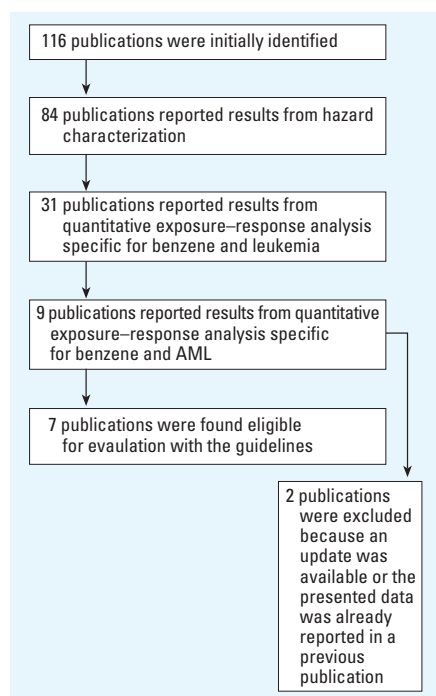 116 publications were initially identified
84 publications reported results from hazard
characterization
31 publications reported results from
quantitative exposure–response analysis
specific for benzene and leukemia
9 publications reported results from quantitative
exposure–response analysis specific
for benzene and AML
7 publications were found eligible
for evaulation with the guidelines
2 publications
were excluded
because an
update was
available or the
presented data
was already
reported in a
previous
publication